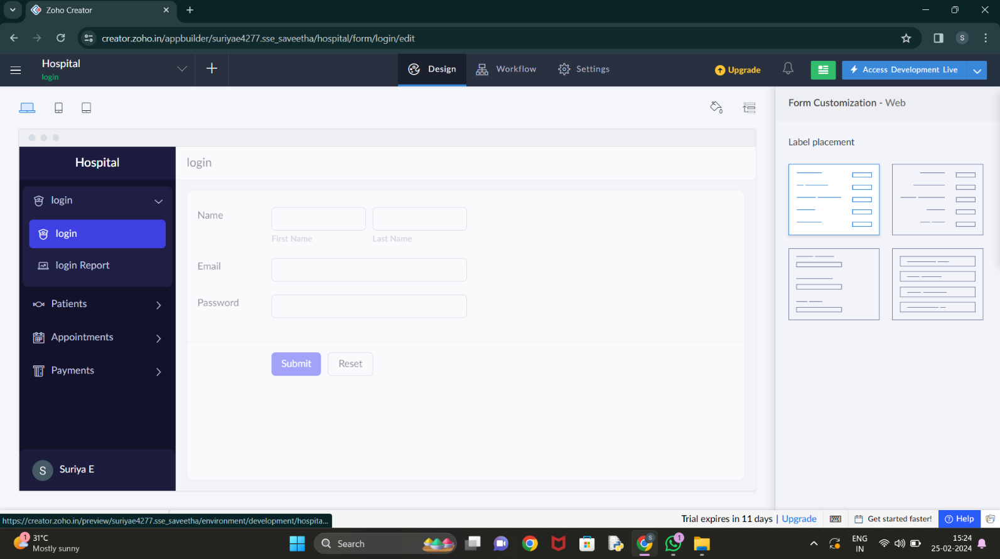 Zoho Creator
creator.zoho.in/appbuilder/suriyae4277.sse_saveetha/hospital/form/login/edit
S
Hospital
login
Design
Workflow
Settings
Upgrade
Access Development Live
Form Customization - Web
Label placement
Hospital
login
login
login
login Report
Patients
Appointments
Payments
S
Suriya E
Name
First Name
Last Name
Email
Password
Submit
Reset
https://creator.zoho.in/preview/suriyae4277.sse_saveetha/environment/development/hospita...
Trial expires in 11 days | Upgrade
Get started faster!
? Help
1
31°C
Mostly sunny
Search
S
1
ENG
IN
15:24
25-02-2024